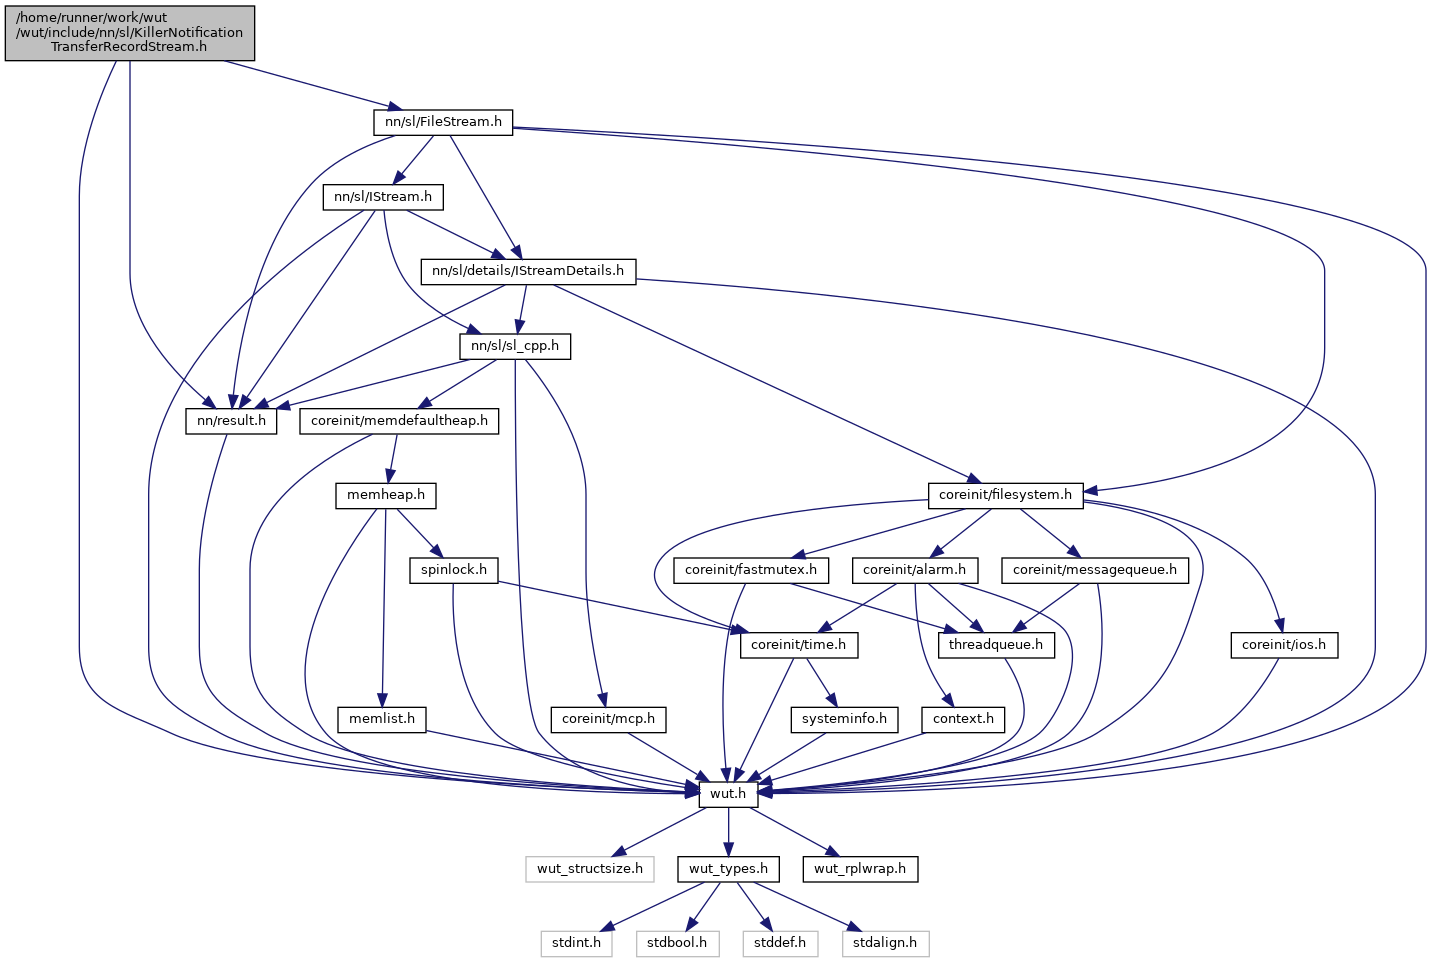 /home/runner/work/wut
/wut/include/nn/sl/KillerNotification
TransferRecordStream.h
nn/sl/FileStream.h
nn/sl/IStream.h
nn/sl/details/IStreamDetails.h
nn/sl/sl_cpp.h
nn/result.h
coreinit/memdefaultheap.h
memheap.h
coreinit/filesystem.h
spinlock.h
coreinit/fastmutex.h
coreinit/alarm.h
coreinit/messagequeue.h
coreinit/time.h
threadqueue.h
coreinit/ios.h
memlist.h
coreinit/mcp.h
systeminfo.h
context.h
wut.h
wut_structsize.h
wut_types.h
wut_rplwrap.h
stdint.h
stdbool.h
stddef.h
stdalign.h